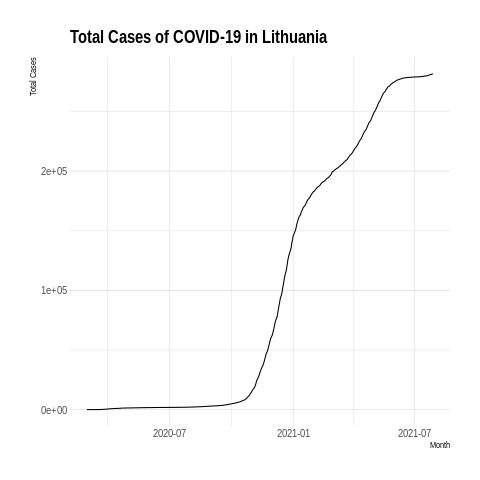 Total Cases of COVID-19 in Lithuania
Total Cases
2e+05
1e+05
0e+00
2020-07
2021-01
2021-07
Month